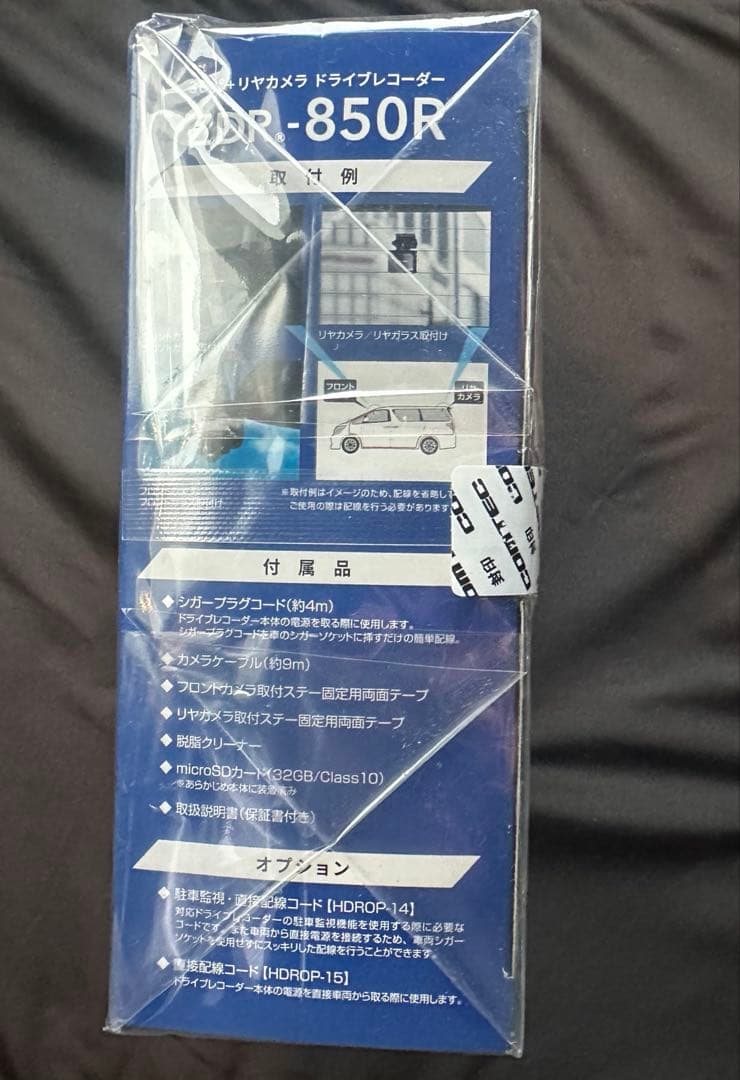 +リヤカメラ ドライブレコーダー
ZDR®-850R
取付例
リヤカメラ/リヤガラス取付け
フロント
リヤ
カメラ
※取付例はイメージのため、配線を省略して
ご使用の際は配線を行う必要があります
COMTEC
封緘
付属品
◆シガープラグコード(約4m)
ドライブレコーダー本体の電源を取る際に使用します。
シガープラグコードを車のシガーソケットに挿すだけの簡単配線。
◆カメラケーブル(約9m)
◆フロントカメラ取付ステー固定用両面テープ
◆リヤカメラ取付ステー固定用両面テープ
◆脱脂クリーナー
◆microSDカード(32GB/Class10)
※あらかじめ本体に装着済み
◆取扱説明書(保証書付き)
オプション
◆駐車監視・直接配線コード【HDROP-14】
対応ドライブレコーダーの駐車監視機能を使用する際に必要な
コードです。また車両から直接電源を接続するため、車両シガー
ソケットを使用せずにスッキリした配線を行うことができます。
◆直接配線コード【HDROP-15】
ドライブレコーダー本体の電源を直接車両から取る際に使用します。